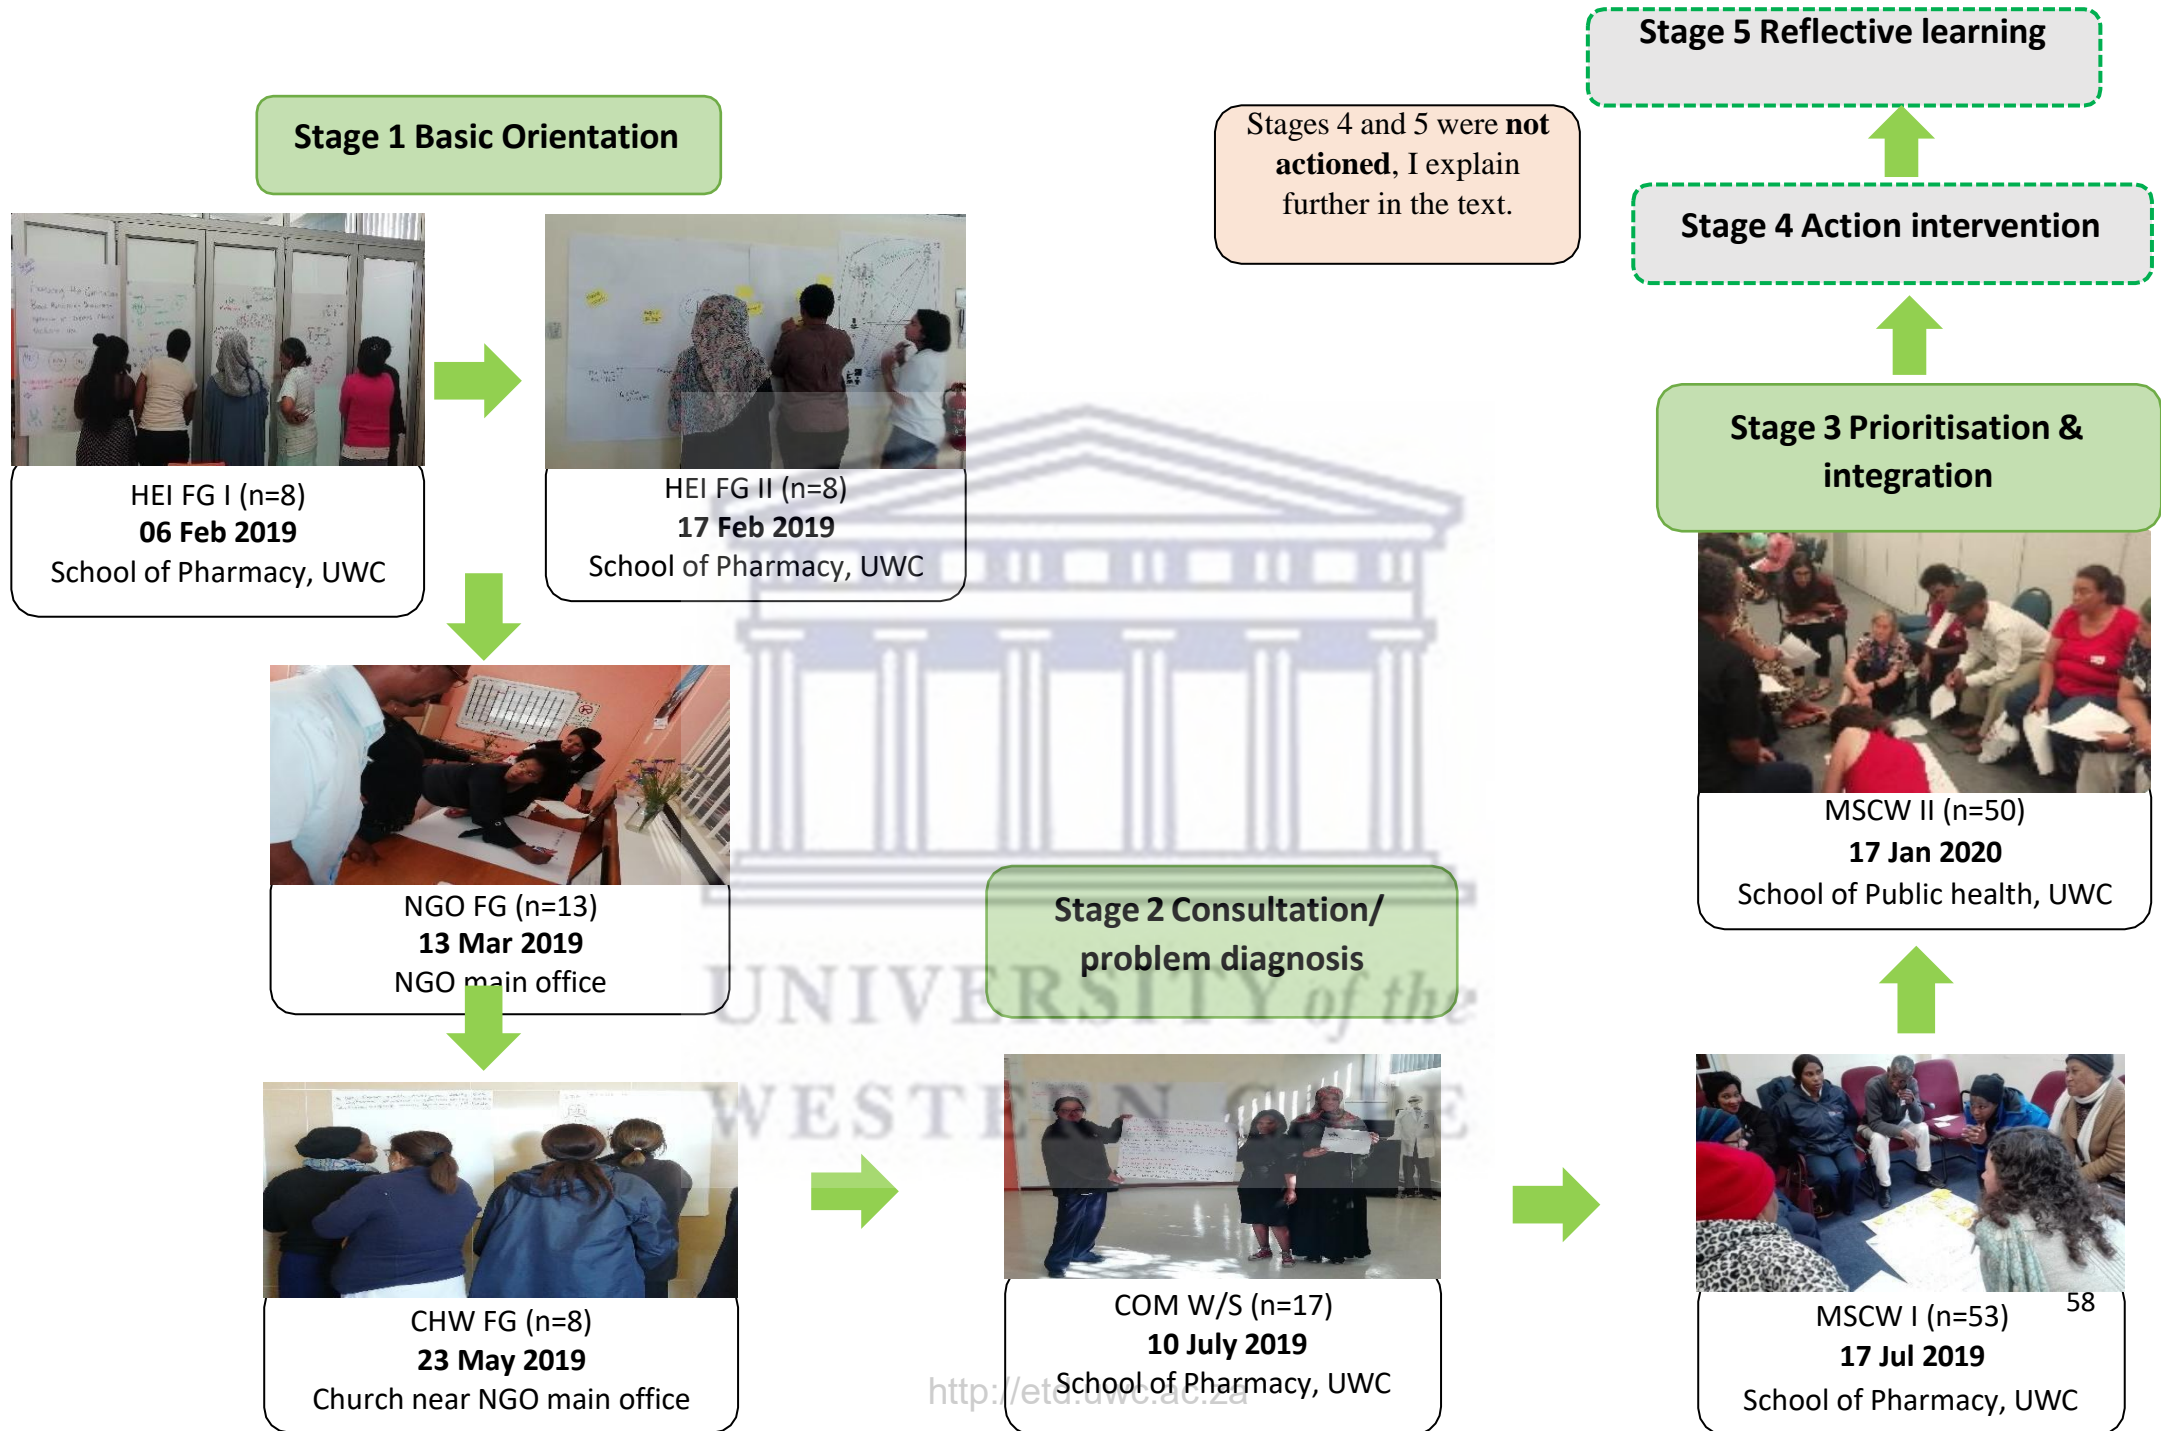 Stage 1 Basic Orientation
HEI FG I (n=8)
06 Feb 2019
School of Pharmacy, UWC
HEI FG II (n=8)
17 Feb 2019
School of Pharmacy, UWC
NGO FG (n=13)
13 Mar 2019
NGO main office
CHW FG (n=8)
23 May 2019
Church near NGO main office
Stage 2 Consultation/
problem diagnosis
COM W/S (n=17)
10 July 2019
School of Pharmacy, UWC
MSCW I (n=53)
17 Jul 2019
School of Pharmacy, UWC
Stage 3 Prioritisation &
integration
MSCW II (n=50)
17 Jan 2020
School of Public health, UWC
Stage 4 Action intervention
Stage 5 Reflective learning
Stages 4 and 5 were not
actioned, I explain
further in the text.
UNIVERSITY of the
WESTERN CAPE
58
http://etd.uwc.ac.za